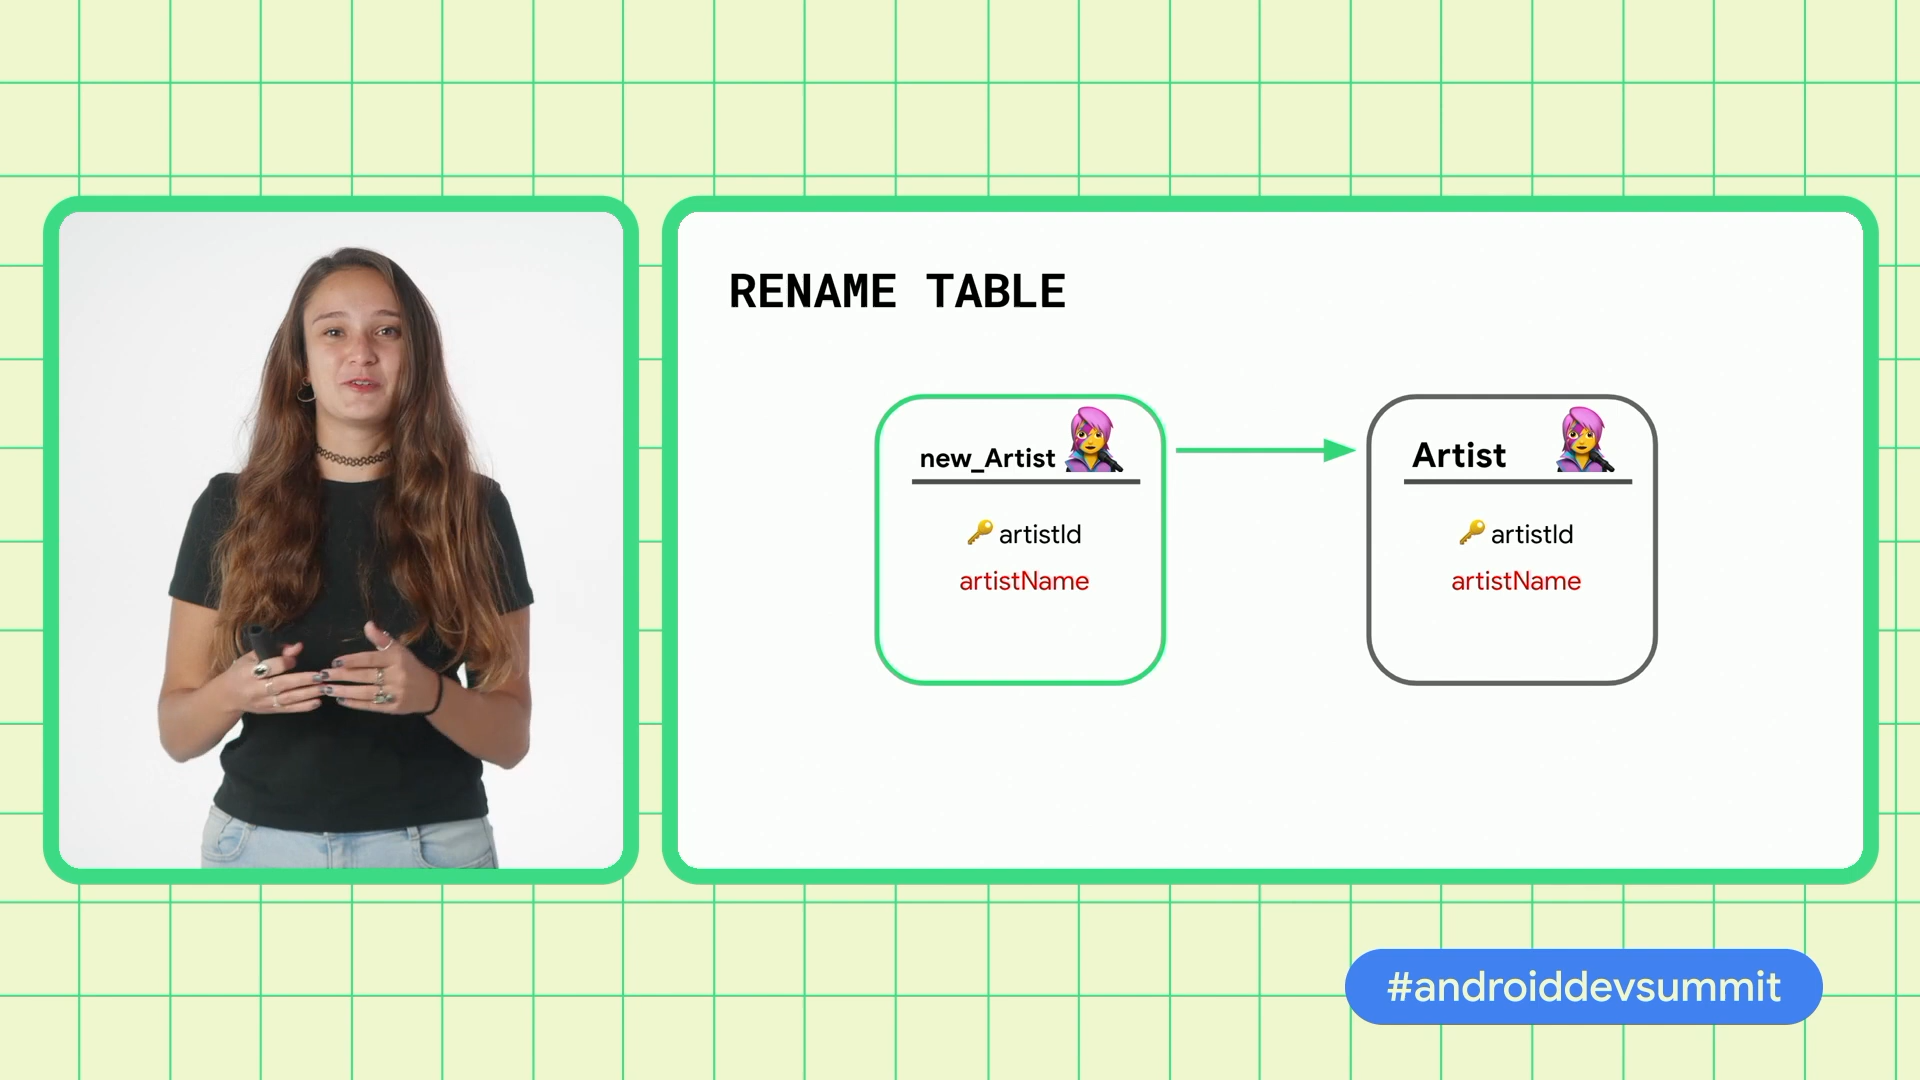 RENAME TABLE
new_Artist
artistId
artistName
Artist
artistId
artistName
#androiddevsummit